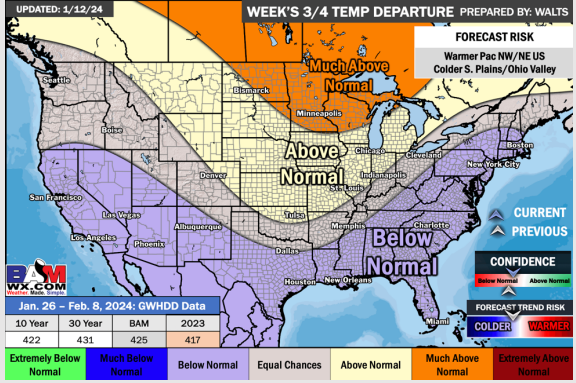 UPDATED: 1/12/24
WEEK'S 3/4 TEMP DEPARTURE PREPARED BY: WALTS
FORECAST RISK
Warmer Pac NW/NE US
Colder S. Plains/Ohio Valley
Much Above
Normal
Seattle
Bismarck
Minneapolis
Boise
Boston
Above
Normal
Chicago
Cleveland
New York City
Denver
Indianapolis
St. Louis
San Francisco
Las Vegas
Tulsa
CURRENT
PREVIOUS
Los Angeles
Albuquerque
Memphis
Charlotte
Phoenix
Below
Normal
Dallas
CONFIDENCE
Below Normal
Above Normal
BAM
WX.COM
Weather. Made. Simple.
Houston
New Orleans
Jan. 26 – Feb. 8, 2024: GWHDD Data
10 Year 30 Year BAM 2023
422 431 425 417
FORECAST TREND RISK
COLDER WARMER
Miami
Extremely Below
Normal
Much Below
Normal
Below Normal
Equal Chances
Above Normal
Much Above
Normal
Extremely Above
Normal